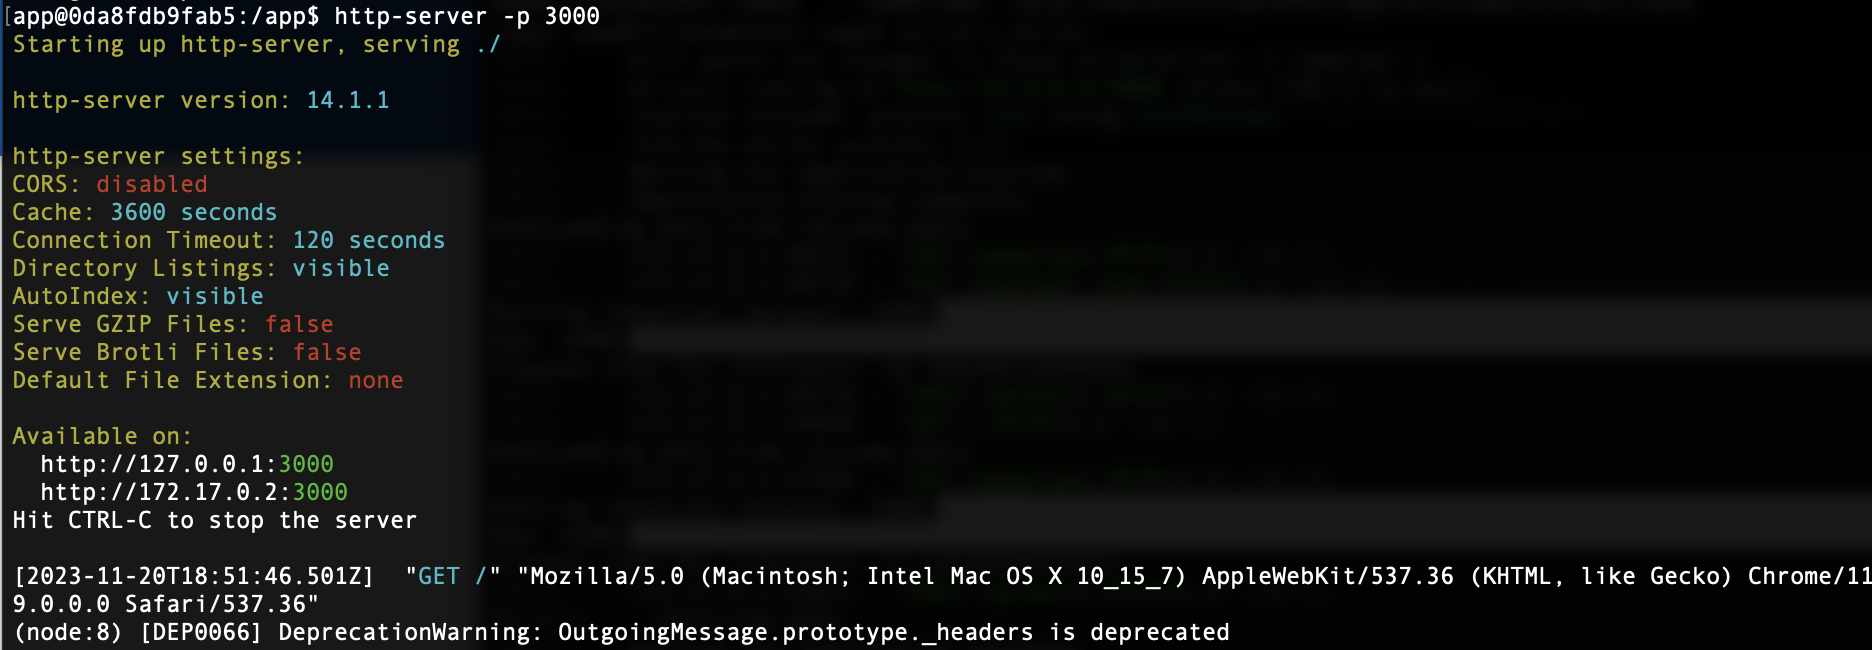 [app@0da8fdb9fab5:/app$ http-server -p 3000
Starting up http-server, serving ./
http-server version: 14.1.1
http-server settings:
CORS: disabled
Cache: 3600 seconds
Connection Timeout: 120 seconds
Directory Listings: visible
AutoIndex: visible
Serve GZIP Files: false
Serve Brotli Files: false
Default File Extension: none
Available on:
  http://127.0.0.1:3000
  http://172.17.0.2:3000
Hit CTRL-C to stop the server
[2023-11-20T18:51:46.501Z]  "GET /" "Mozilla/5.0 (Macintosh; Intel Mac OS X 10_15_7) AppleWebKit/537.36 (KHTML, like Gecko) Chrome/11
9.0.0.0 Safari/537.36"
(node:8) [DEP0066] DeprecationWarning: OutgoingMessage.prototype._headers is deprecated